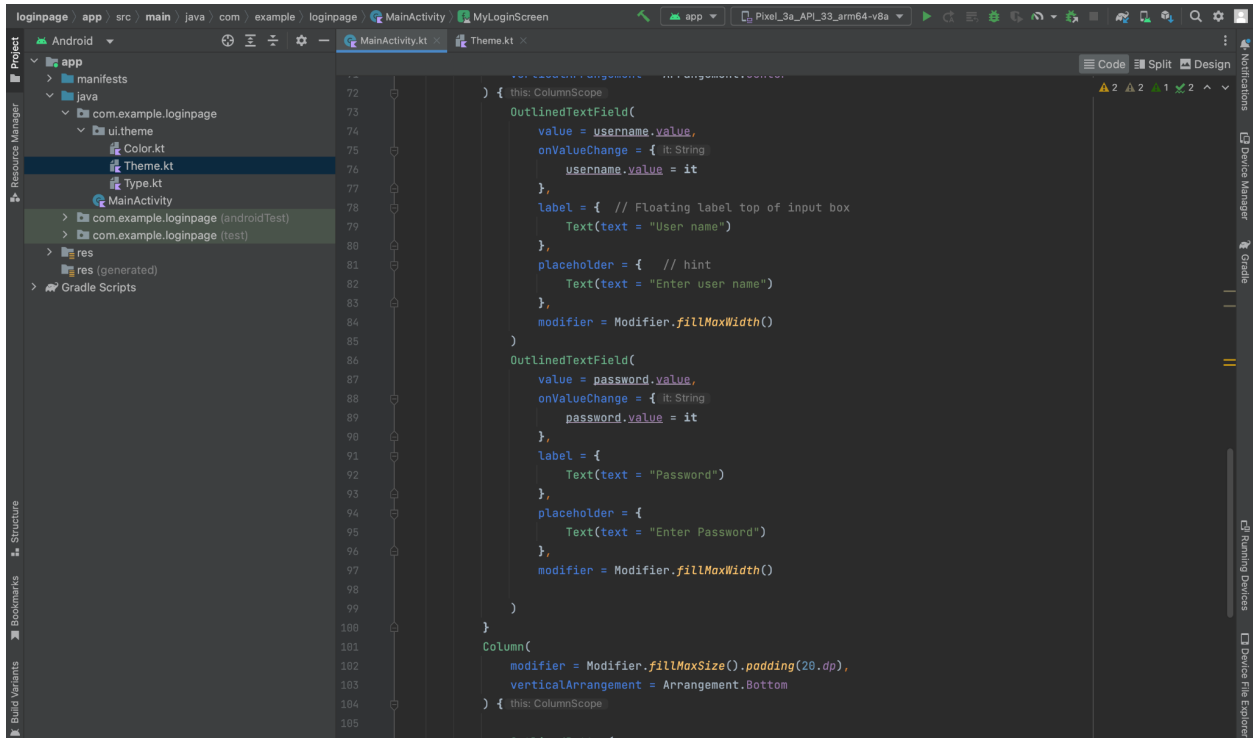 loginpage app src main java com example loginpage MainActivity MyLoginScreen app Pixel_3a_API_33_arm64-v8a
Project
Android
MainActivity.kt
Theme.kt
Notifications
app
manifests
java
com.example.loginpage
ui.theme
Color.kt
Theme.kt
Type.kt
MainActivity
com.example.loginpage (androidTest)
com.example.loginpage (test)
res
res (generated)
Gradle Scripts
Resource Manager
Structure
Bookmarks
Build Variants
Code Split Design
2 2 1 2
72 ) { this: ColumnScope
73 OutlinedTextField(
74 value = username.value,
75 onValueChange = { it: String
76 username.value = it
77 },
78 label = { // Floating label top of input box
79 Text(text = "User name")
80 },
81 placeholder = { // hint
82 Text(text = "Enter user name")
83 },
84 modifier = Modifier.fillMaxWidth()
85 )
86 OutlinedTextField(
87 value = password.value,
88 onValueChange = { it: String
89 password.value = it
90 },
91 label = {
92 Text(text = "Password")
93 },
94 placeholder = {
95 Text(text = "Enter Password")
96 },
97 modifier = Modifier.fillMaxWidth()
98
99 )
100 }
101 Column(
102 modifier = Modifier.fillMaxSize().padding(20.dp),
103 verticalArrangement = Arrangement.Bottom
104 ) { this: ColumnScope
105
Device Manager
Gradle
Running Devices
Device File Explorer